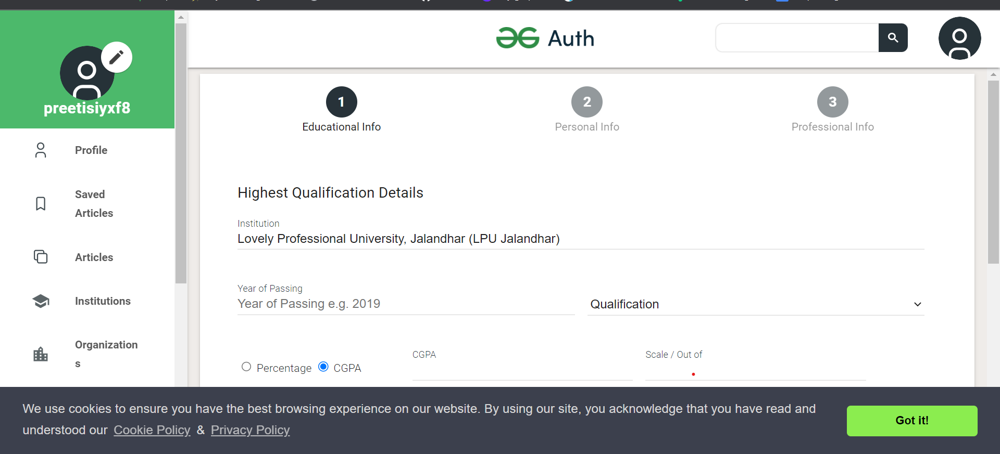 Auth
preetisiyxf8
Profile
Saved
Articles
Articles
Institutions
Organization
s
1
Educational Info
2
Personal Info
3
Professional Info
Highest Qualification Details
Institution
Lovely Professional University, Jalandhar (LPU Jalandhar)
Year of Passing
Year of Passing e.g. 2019
Qualification
Percentage
CGPA
CGPA
Scale / Out of
We use cookies to ensure you have the best browsing experience on our website. By using our site, you acknowledge that you have read and
understood our Cookie Policy & Privacy Policy
Got it!